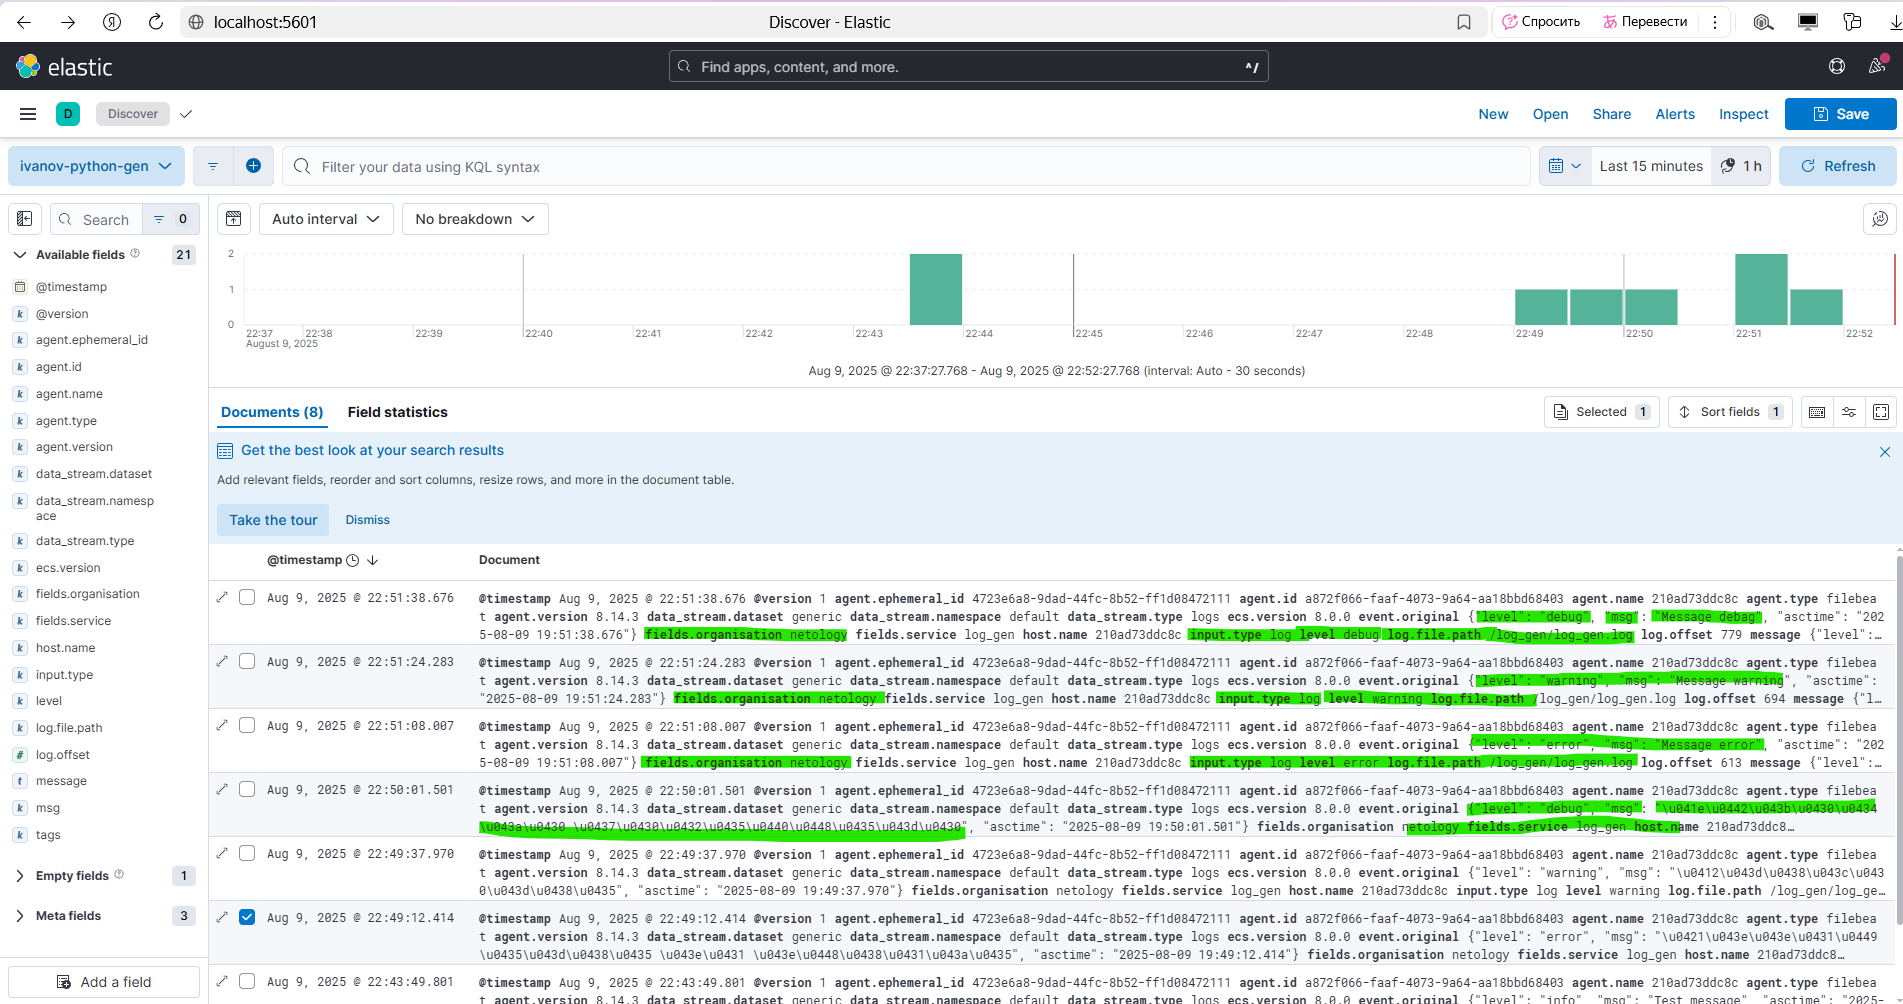 localhost:5601
Discover - Elastic
Спросить
Перевести
elastic
Find apps, content, and more.
^/
D
Discover
New
Open
Share
Alerts
Inspect
Save
ivanov-python-gen
Filter your data using KQL syntax
Last 15 minutes
1 h
Refresh
Search
0
Auto interval
No breakdown
Available fields
21
@timestamp
@version
agent.ephemeral_id
agent.id
agent.name
agent.type
agent.version
data_stream.dataset
data_stream.namesp
ace
data_stream.type
ecs.version
fields.organisation
fields.service
host.name
input.type
level
log.file.path
log.offset
message
msg
tags
Empty fields
1
Meta fields
3
Add a field
2
1
0
22:37 22:38 22:39 22:40 22:41 22:42 22:43 22:44 22:45 22:46 22:47 22:48 22:49 22:50 22:51 22:52
August 9, 2025
Aug 9, 2025 @ 22:37:27.768 - Aug 9, 2025 @ 22:52:27.768 (interval: Auto - 30 seconds)
Documents (8)
Field statistics
Selected 1
Sort fields 1
Get the best look at your search results
Add relevant fields, reorder and sort columns, resize rows, and more in the document table.
Take the tour
Dismiss
@timestamp
Document
Aug 9, 2025 @ 22:51:38.676
@timestamp Aug 9, 2025 @ 22:51:38.676 @version 1 agent.ephemeral_id 4723e6a8-9dad-44fc-8b52-ff1d08472111 agent.id a872f066-faaf-4073-9a64-aa18bbd68403 agent.name 210ad73ddc8c agent.type filebea
t agent.version 8.14.3 data_stream.dataset generic data_stream.namespace default data_stream.type logs ecs.version 8.0.0 event.original {"level": "debug", "msg": "Message debag", "asctime": "202
5-08-09 19:51:38.676"} fields.organisation netology fields.service log_gen host.name 210ad73ddc8c input.type log level debug log.file.path /log_gen/log_gen.log log.offset 779 message {"level":…
Aug 9, 2025 @ 22:51:24.283
@timestamp Aug 9, 2025 @ 22:51:24.283 @version 1 agent.ephemeral_id 4723e6a8-9dad-44fc-8b52-ff1d08472111 agent.id a872f066-faaf-4073-9a64-aa18bbd68403 agent.name 210ad73ddc8c agent.type filebea
t agent.version 8.14.3 data_stream.dataset generic data_stream.namespace default data_stream.type logs ecs.version 8.0.0 event.original {"level": "warning", "msg": "Message warning", "asctime":
"2025-08-09 19:51:24.283"} fields.organisation netology fields.service log_gen host.name 210ad73ddc8c input.type log level warning log.file.path /log_gen/log_gen.log log.offset 694 message {"l…
Aug 9, 2025 @ 22:51:08.007
@timestamp Aug 9, 2025 @ 22:51:08.007 @version 1 agent.ephemeral_id 4723e6a8-9dad-44fc-8b52-ff1d08472111 agent.id a872f066-faaf-4073-9a64-aa18bbd68403 agent.name 210ad73ddc8c agent.type filebea
t agent.version 8.14.3 data_stream.dataset generic data_stream.namespace default data_stream.type logs ecs.version 8.0.0 event.original {"level": "error", "msg": "Message error", "asctime": "202
5-08-09 19:51:08.007"} fields.organisation netology fields.service log_gen host.name 210ad73ddc8c input.type log level error log.file.path /log_gen/log_gen.log log.offset 613 message {"level":…
Aug 9, 2025 @ 22:50:01.501
@timestamp Aug 9, 2025 @ 22:50:01.501 @version 1 agent.ephemeral_id 4723e6a8-9dad-44fc-8b52-ff1d08472111 agent.id a872f066-faaf-4073-9a64-aa18bbd68403 agent.name 210ad73ddc8c agent.type filebea
t agent.version 8.14.3 data_stream.dataset generic data_stream.namespace default data_stream.type logs ecs.version 8.0.0 event.original {"level": "debug", "msg": "\u041e\u0442\u043b\u0430\u0434
\u043a\u0430 \u0437\u0430\u0432\u0435\u0440\u0448\u0435\u043d\u0430", "asctime": "2025-08-09 19:50:01.501"} fields.organisation netology fields.service log_gen host.name 210ad73ddc8…
Aug 9, 2025 @ 22:49:37.970
@timestamp Aug 9, 2025 @ 22:49:37.970 @version 1 agent.ephemeral_id 4723e6a8-9dad-44fc-8b52-ff1d08472111 agent.id a872f066-faaf-4073-9a64-aa18bbd68403 agent.name 210ad73ddc8c agent.type filebea
t agent.version 8.14.3 data_stream.dataset generic data_stream.namespace default data_stream.type logs ecs.version 8.0.0 event.original {"level": "warning", "msg": "\u0412\u043d\u0438\u043c\u043
0\u043d\u0438\u0435", "asctime": "2025-08-09 19:49:37.970"} fields.organisation netology fields.service log_gen host.name 210ad73ddc8c input.type log level warning log.file.path /log_gen/log_ge…
Aug 9, 2025 @ 22:49:12.414
@timestamp Aug 9, 2025 @ 22:49:12.414 @version 1 agent.ephemeral_id 4723e6a8-9dad-44fc-8b52-ff1d08472111 agent.id a872f066-faaf-4073-9a64-aa18bbd68403 agent.name 210ad73ddc8c agent.type filebea
t agent.version 8.14.3 data_stream.dataset generic data_stream.namespace default data_stream.type logs ecs.version 8.0.0 event.original {"level": "error", "msg": "\u0421\u043e\u043e\u0431\u0449
\u0435\u043d\u0438\u0435 \u043e\u0431 \u043e\u0448\u0438\u0431\u043a\u0435", "asctime": "2025-08-09 19:49:12.414"} fields.organisation netology fields.service log_gen host.name 210ad73ddc8…
Aug 9, 2025 @ 22:43:49.801
@timestamp Aug 9, 2025 @ 22:43:49.801 @version 1 agent.ephemeral_id 4723e6a8-9dad-44fc-8b52-ff1d08472111 agent.id a872f066-faaf-4073-9a64-aa18bbd68403 agent.name 210ad73ddc8c agent.type filebea
t agent.version 8.14.3 data_stream.dataset generic data_stream.namespace default data_stream.type logs ecs.version 8.0.0 event.original {"level": "info", "msg": "Test message", "asctime": "2025-